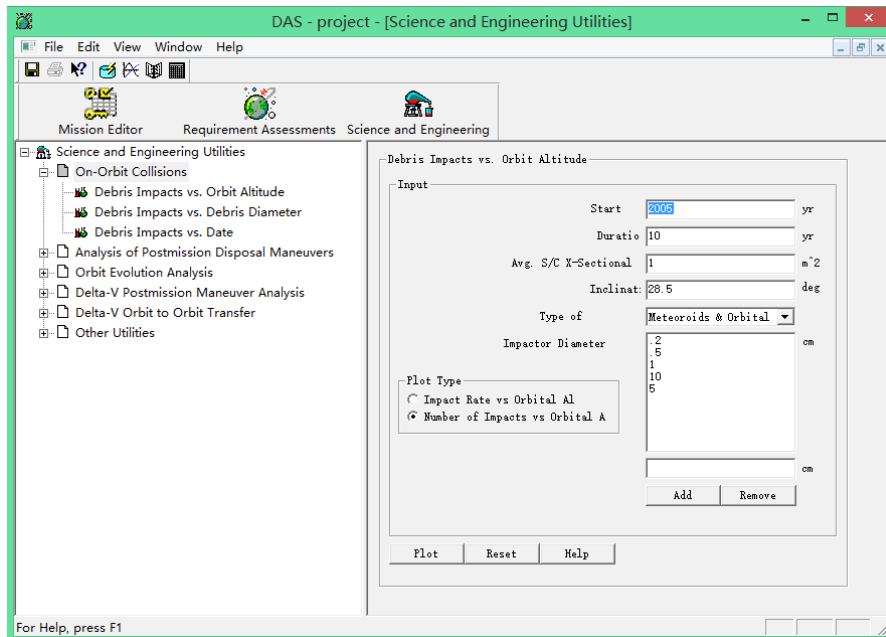 DAS - project - [Science and Engineering Utilities]
File Edit View Window Help
Mission Editor Requirement Assessments Science and Engineering
Science and Engineering Utilities
On-Orbit Collisions
Debris Impacts vs. Orbit Altitude
Debris Impacts vs. Debris Diameter
Debris Impacts vs. Date
Analysis of Postmission Disposal Maneuvers
Orbit Evolution Analysis
Delta-V Postmission Maneuver Analysis
Delta-V Orbit to Orbit Transfer
Other Utilities
Debris Impacts vs. Orbit Altitude
Input
Start 2005 yr
Duratio 10 yr
Avg. S/C X-Sectional 1 m^2
Inclinat: 28.5 deg
Type of Meteoroids & Orbital
Impactor Diameter .2 cm
.5
1
10
5
Plot Type
Impact Rate vs Orbital Al
Number of Impacts vs Orbital A
cm
Add Remove
Plot Reset Help
For Help, press F1